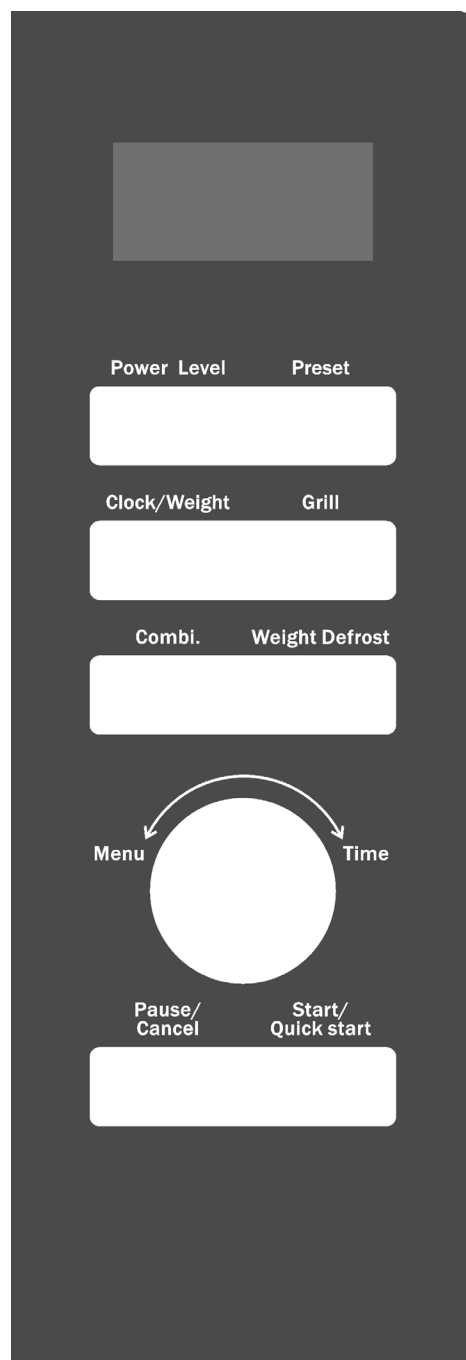 Power Level Preset
Clock/Weight Grill
Combi. Weight Defrost
Menu Time
Pause/ Start/
Cancel Quick start